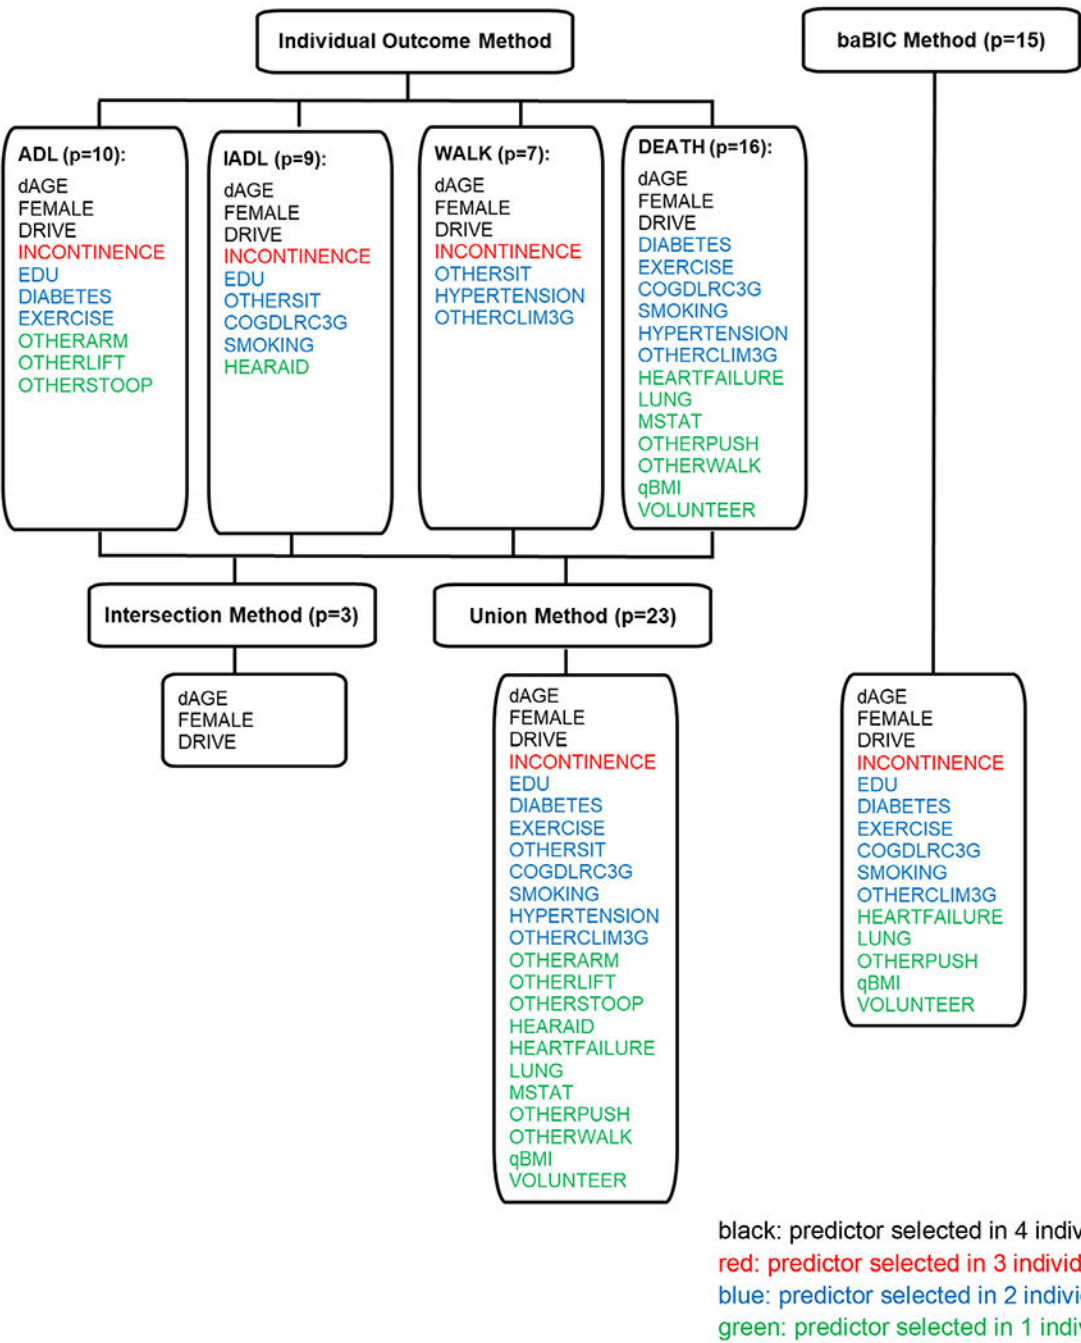 Individual Outcome Method
baBIC Method (p=15)
ADL (p=10):
dAGE
FEMALE
DRIVE
INCONTINENCE
EDU
DIABETES
EXERCISE
OTHERARM
OTHERLIFT
OTHERSTOOP
IADL (p=9):
dAGE
FEMALE
DRIVE
INCONTINENCE
EDU
OTHERSIT
COGDLRC3G
SMOKING
HEARAID
WALK (p=7):
dAGE
FEMALE
DRIVE
INCONTINENCE
OTHERSIT
HYPERTENSION
OTHERCLIM3G
DEATH (p=16):
dAGE
FEMALE
DRIVE
DIABETES
EXERCISE
COGDLRC3G
SMOKING
HYPERTENSION
OTHERCLIM3G
HEARTFAILURE
LUNG
MSTAT
OTHERPUSH
OTHERWALK
qBMI
VOLUNTEER
Intersection Method (p=3)
dAGE
FEMALE
DRIVE
Union Method (p=23)
dAGE
FEMALE
DRIVE
INCONTINENCE
EDU
DIABETES
EXERCISE
OTHERSIT
COGDLRC3G
SMOKING
HYPERTENSION
OTHERCLIM3G
OTHERARM
OTHERLIFT
OTHERSTOOP
HEARAID
HEARTFAILURE
LUNG
MSTAT
OTHERPUSH
OTHERWALK
qBMI
VOLUNTEER
dAGE
FEMALE
DRIVE
INCONTINENCE
EDU
DIABETES
EXERCISE
COGDLRC3G
SMOKING
OTHERCLIM3G
HEARTFAILURE
LUNG
OTHERPUSH
qBMI
VOLUNTEER
black: predictor selected in 4
red: predictor selected in 3
blue: predictor selected in 2
green: predictor selected in 1